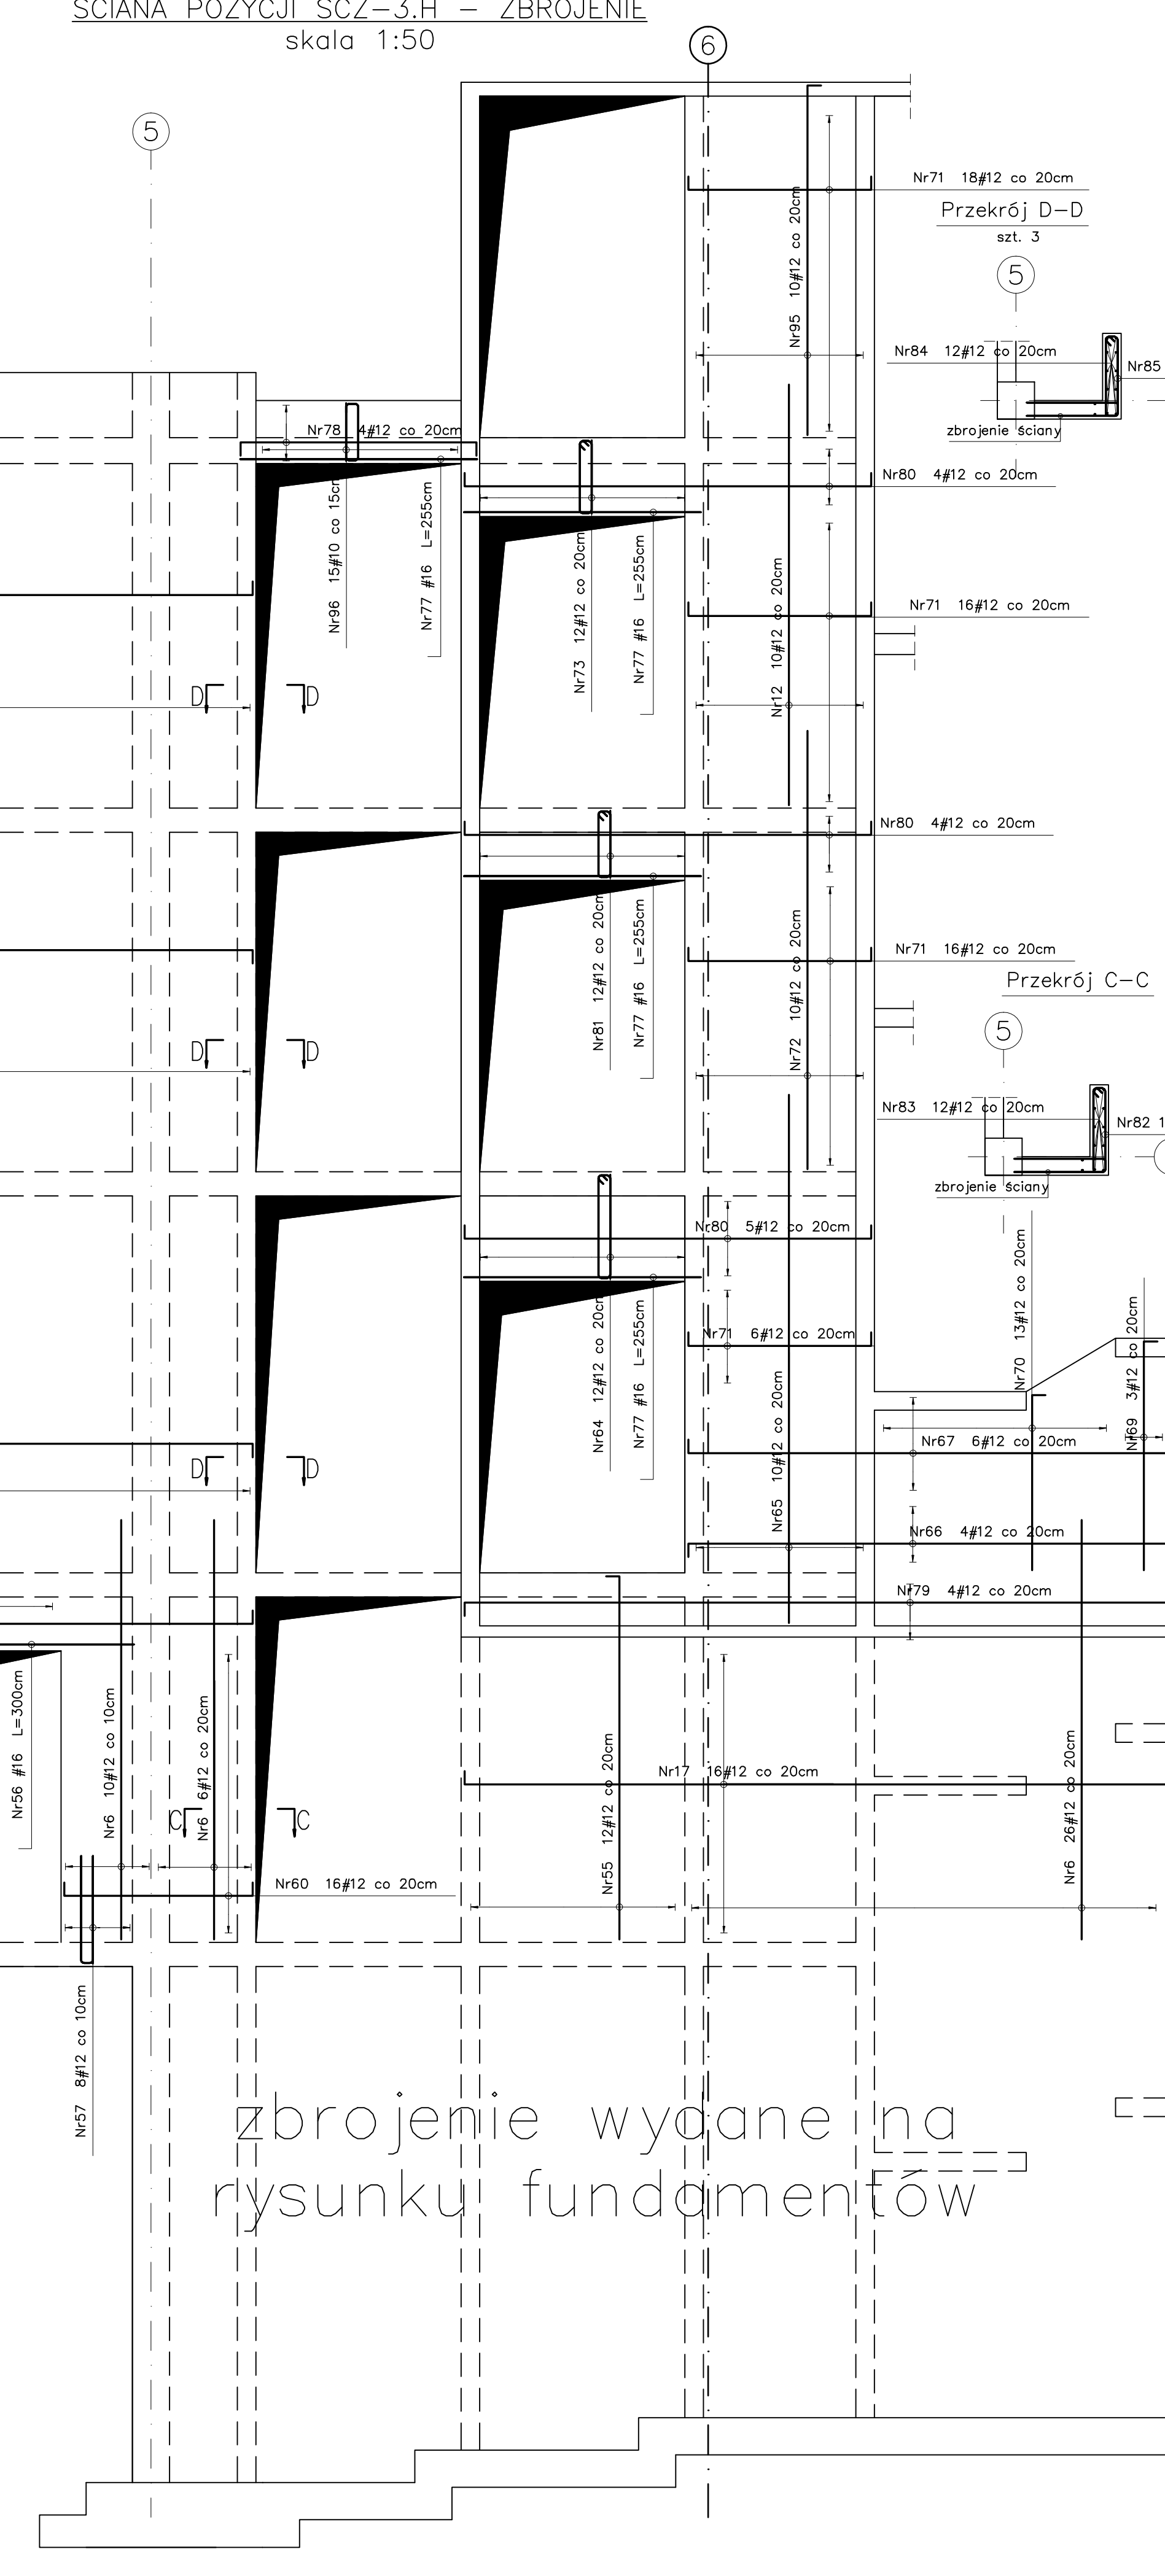 ŚCIANA POZYCJI SCZ-3.H - ZBROJENIE
skala 1:50
6
5
Nr71 18#12 co 20cm
Przekrój D-D
szt. 3
5
Nr95 10#12 co 20cm
Nr84 12#12 co 20cm
Nr85
zbrojenie ściany
Nr78 4#12 co 20cm
Nr80 4#12 co 20cm
Nr96 15#10 co 15cm
Nr77 #16 L=255cm
Nr73 12#12 co 20cm
Nr77 #16 L=255cm
Nr12 10#12 co 20cm
Nr71 16#12 co 20cm
D D
Nr80 4#12 co 20cm
Nr81 12#12 co 20cm
Nr77 #16 L=255cm
Nr72 10#12 co 20cm
Nr71 16#12 co 20cm
Przekrój C-C
5
D D
Nr83 12#12 co 20cm
Nr82 1
zbrojenie ściany
Nr80 5#12 co 20cm
Nr70 13#12 co 20cm
Nr69 3#12 co 20cm
Nr64 12#12 co 20cm
Nr77 #16 L=255cm
Nr71 6#12 co 20cm
Nr65 10#12 co 20cm
Nr67 6#12 co 20cm
D D
Nr66 4#12 co 20cm
Nr79 4#12 co 20cm
Nr56 #16 L=300cm
Nr6 10#12 co 10cm
Nr6 6#12 co 20cm
C C
Nr17 16#12 co 20cm
Nr55 12#12 co 20cm
Nr6 26#12 co 20cm
Nr60 16#12 co 20cm
Nr57 8#12 co 10cm
zbrojenie wydane na
rysunku fundamentów